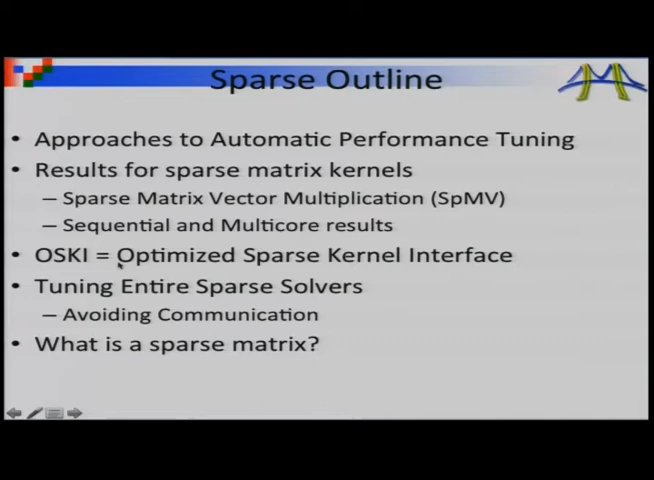 Sparse Outline
• Approaches to Automatic Performance Tuning
• Results for sparse matrix kernels
– Sparse Matrix Vector Multiplication (SpMV)
– Sequential and Multicore results
• OSKI = Optimized Sparse Kernel Interface
• Tuning Entire Sparse Solvers
– Avoiding Communication
• What is a sparse matrix?